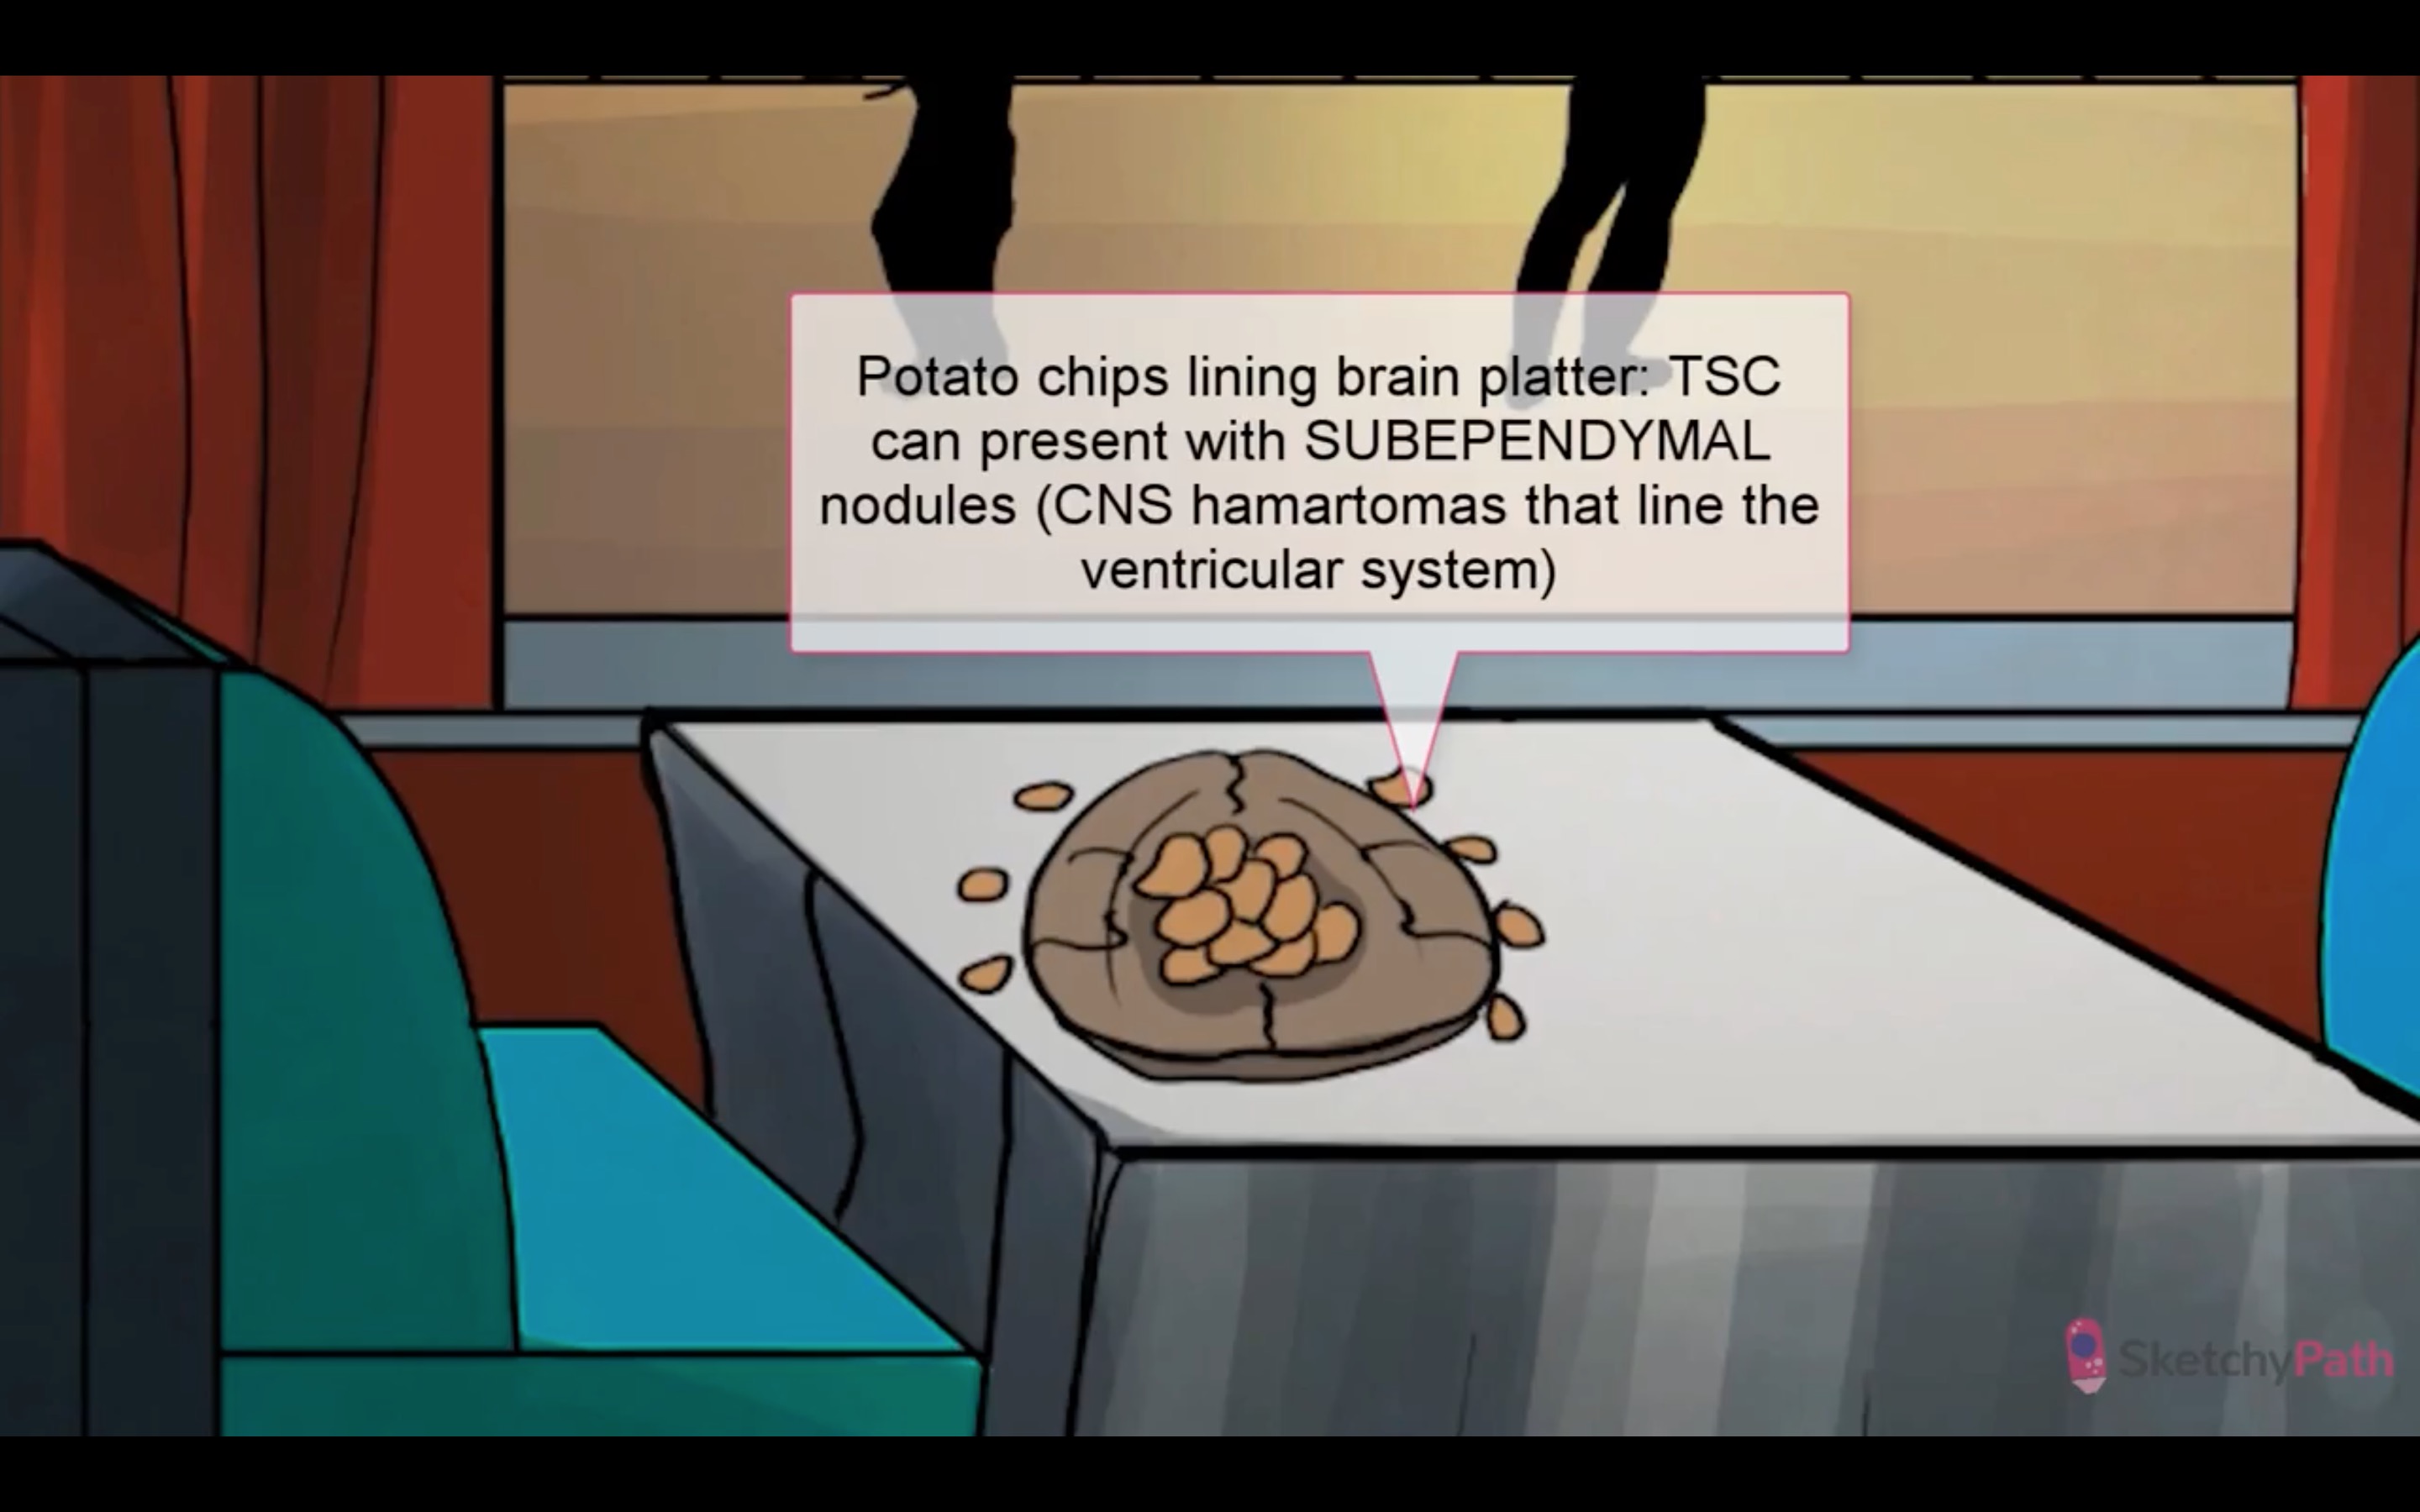 Potato chips lining brain platter: TSC
can present with SUBEPENDYMAL
nodules (CNS hamartomas that line the
ventricular system)
SketchyPath